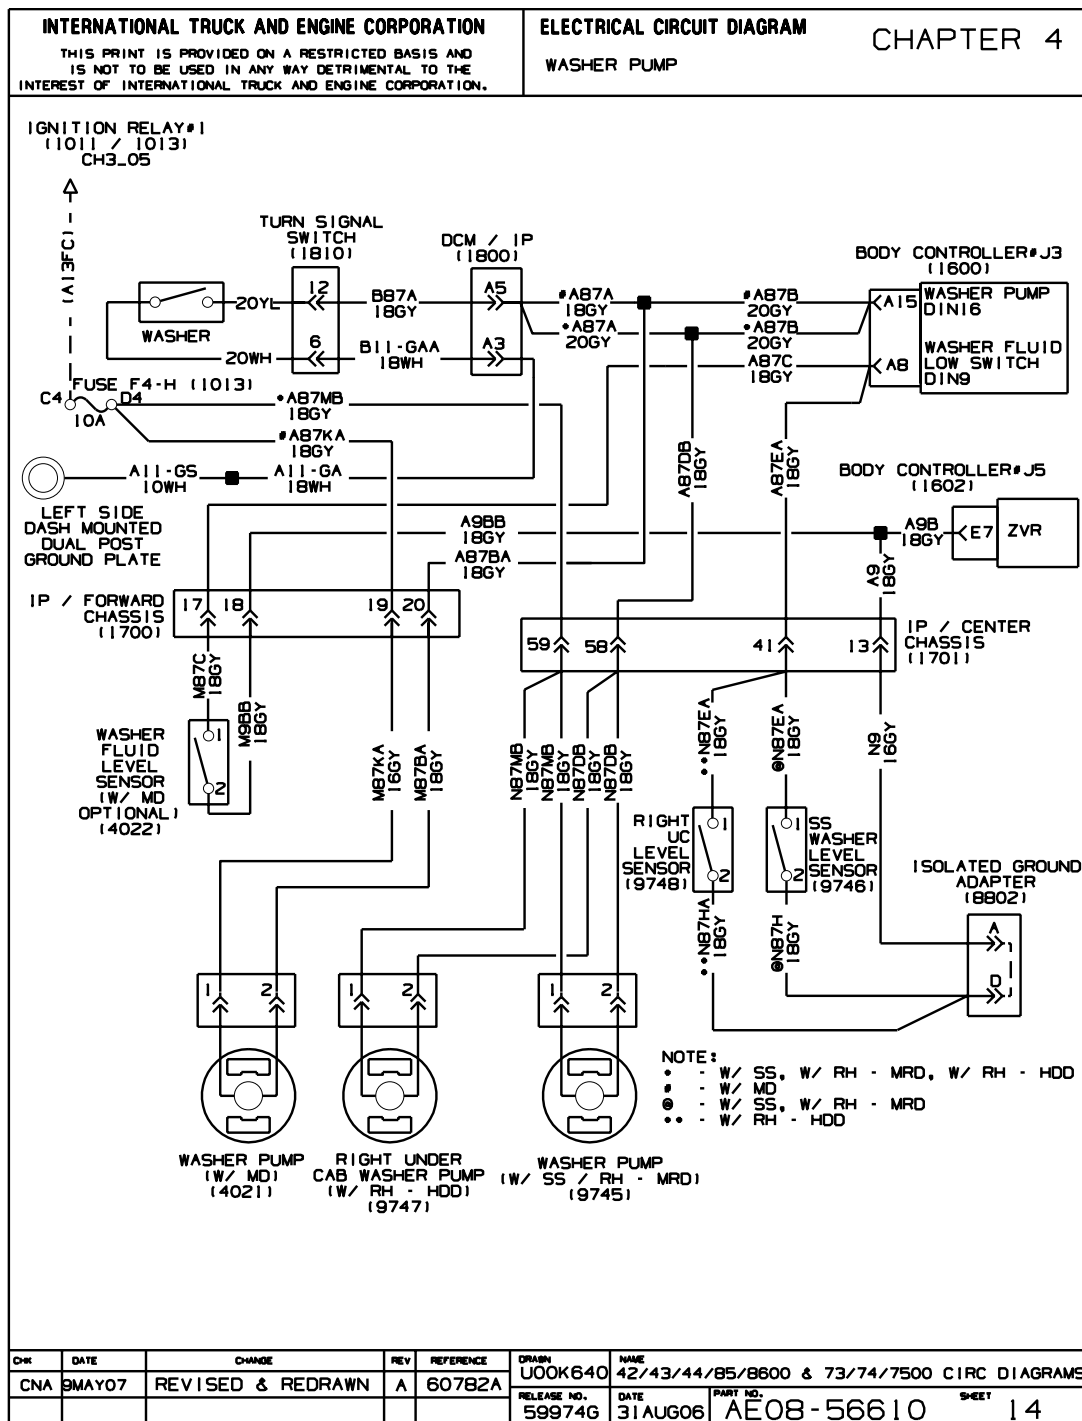 INTERNATIONAL TRUCK AND ENGINE CORPORATION
THIS PRINT IS PROVIDED ON A RESTRICTED BASIS AND
IS NOT TO BE USED IN ANY WAY DETRIMENTAL TO THE
INTEREST OF INTERNATIONAL TRUCK AND ENGINE CORPORATION.
ELECTRICAL CIRCUIT DIAGRAM
WASHER PUMP
CHAPTER 4
IGNITION RELAY#1
(1011 / 1013)
CH3_05
(A13FC)
TURN SIGNAL
SWITCH
(1810)
DCM / IP
(1800)
BODY CONTROLLER#J3
(1600)
WASHER
20YL
12
B87A
18GY
A5
#A87A
18GY
*A87A
20GY
#A87B
20GY
*A87B
20GY
A15
WASHER PUMP
DIN16
20WH
6
B11-GAA
18WH
A3
A87C
18GY
A8
WASHER FLUID
LOW SWITCH
DIN9
FUSE F4-H (1013)
C4
D4
10A
*A87MB
18GY
#A87KA
18GY
A11-GS
10WH
A11-GA
18WH
LEFT SIDE
DASH MOUNTED
DUAL POST
GROUND PLATE
A87DB
18GY
A87EA
18GY
BODY CONTROLLER#J5
(1602)
A9BB
18GY
A87BA
18GY
A9B
18GY
E7
ZVR
A9
18GY
IP / FORWARD
CHASSIS
(1700)
17
18
19
20
59
58
41
13
IP / CENTER
CHASSIS
(1701)
M87C
18GY
M9BB
18GY
M87KA
16GY
M87BA
18GY
N87MB
18GY
N87MB
18GY
N87DB
18GY
N87DB
18GY
**N87EA
18GY
@N87EA
18GY
N9
16GY
WASHER
FLUID
LEVEL
SENSOR
(W/ MD
OPTIONAL)
(4022)
1
2
RIGHT
UC
LEVEL
SENSOR
(9748)
1
2
1
2
SS
WASHER
LEVEL
SENSOR
(9746)
**N87HA
18GY
@N87H
18GY
ISOLATED GROUND
ADAPTER
(8802)
A
D
1
2
1
2
1
2
WASHER PUMP
(W/ MD)
(4021)
RIGHT UNDER
CAB WASHER PUMP
(W/ RH - HDD)
(9747)
WASHER PUMP
(W/ SS / RH - MRD)
(9745)
NOTE:
* - W/ SS, W/ RH - MRD, W/ RH - HDD
# - W/ MD
@ - W/ SS, W/ RH - MRD
** - W/ RH - HDD
CHK DATE CHANGE REV REFERENCE
CNA 9MAY07 REVISED & REDRAWN A 60782A
DRAWN
U00K640
NAME
42/43/44/85/8600 & 73/74/7500 CIRC DIAGRAMS
RELEASE NO.
59974G
DATE
31AUG06
PART NO.
AE08-56610
SHEET
14